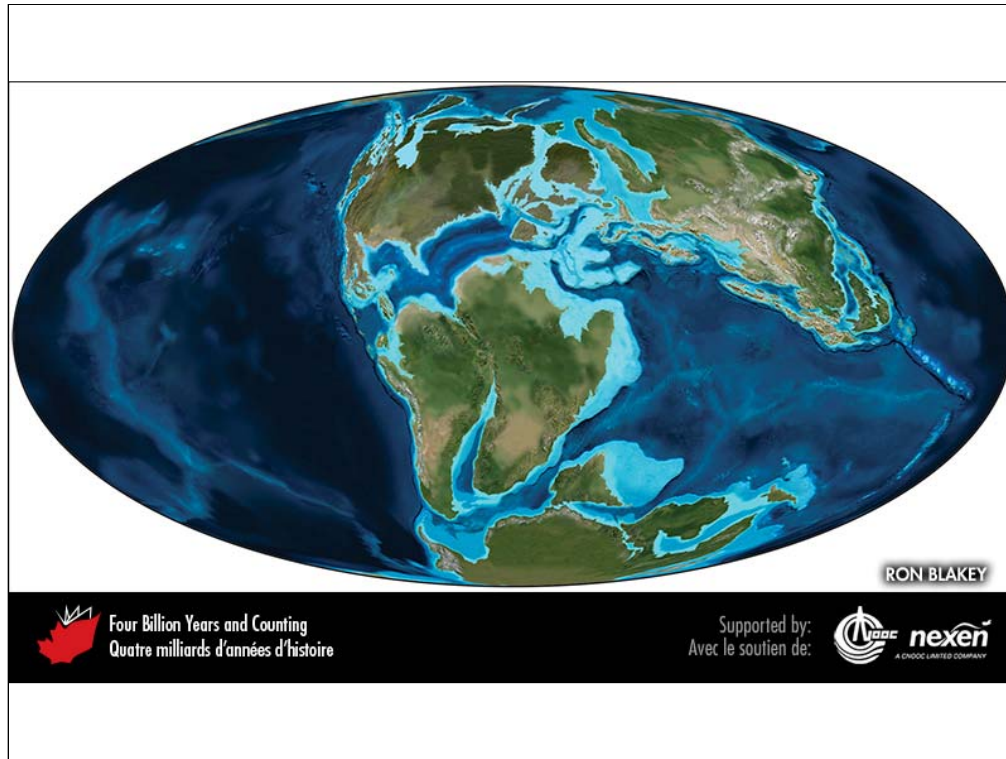 RON BLAKEY
Four Billion Years and Counting
Quatre milliards d'années d'histoire
Supported by:
Avec le soutien de:
CNOOC
nexen
A CNOOC LIMITED COMPANY